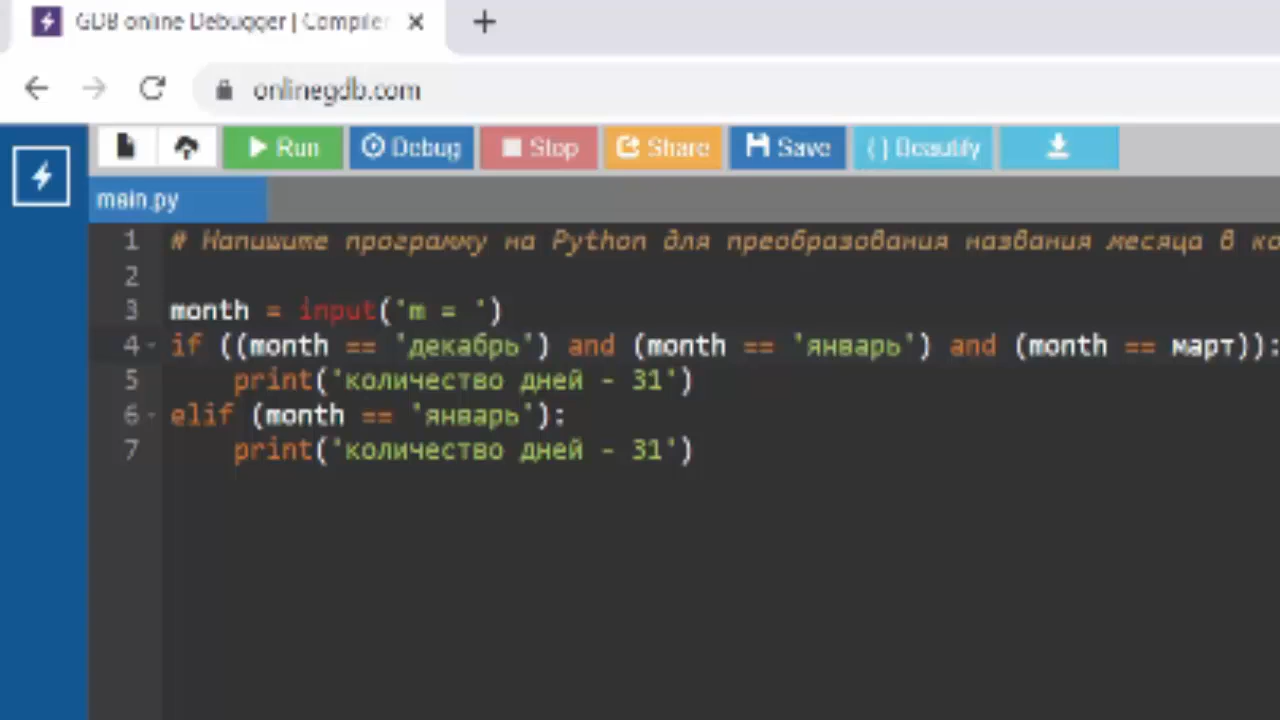 GDB online Debugger | Compiler
onlinegdb.com
Run Debug Stop Share Save { } Beautify
main.py
1 # Напишите программу на Python для преобразования названия месяца в ко
2
3 month = input('m = ')
4 if ((month == 'декабрь') and (month == 'январь') and (month == март)):
5 print('количество дней - 31')
6 elif (month == 'январь'):
7 print('количество дней - 31')